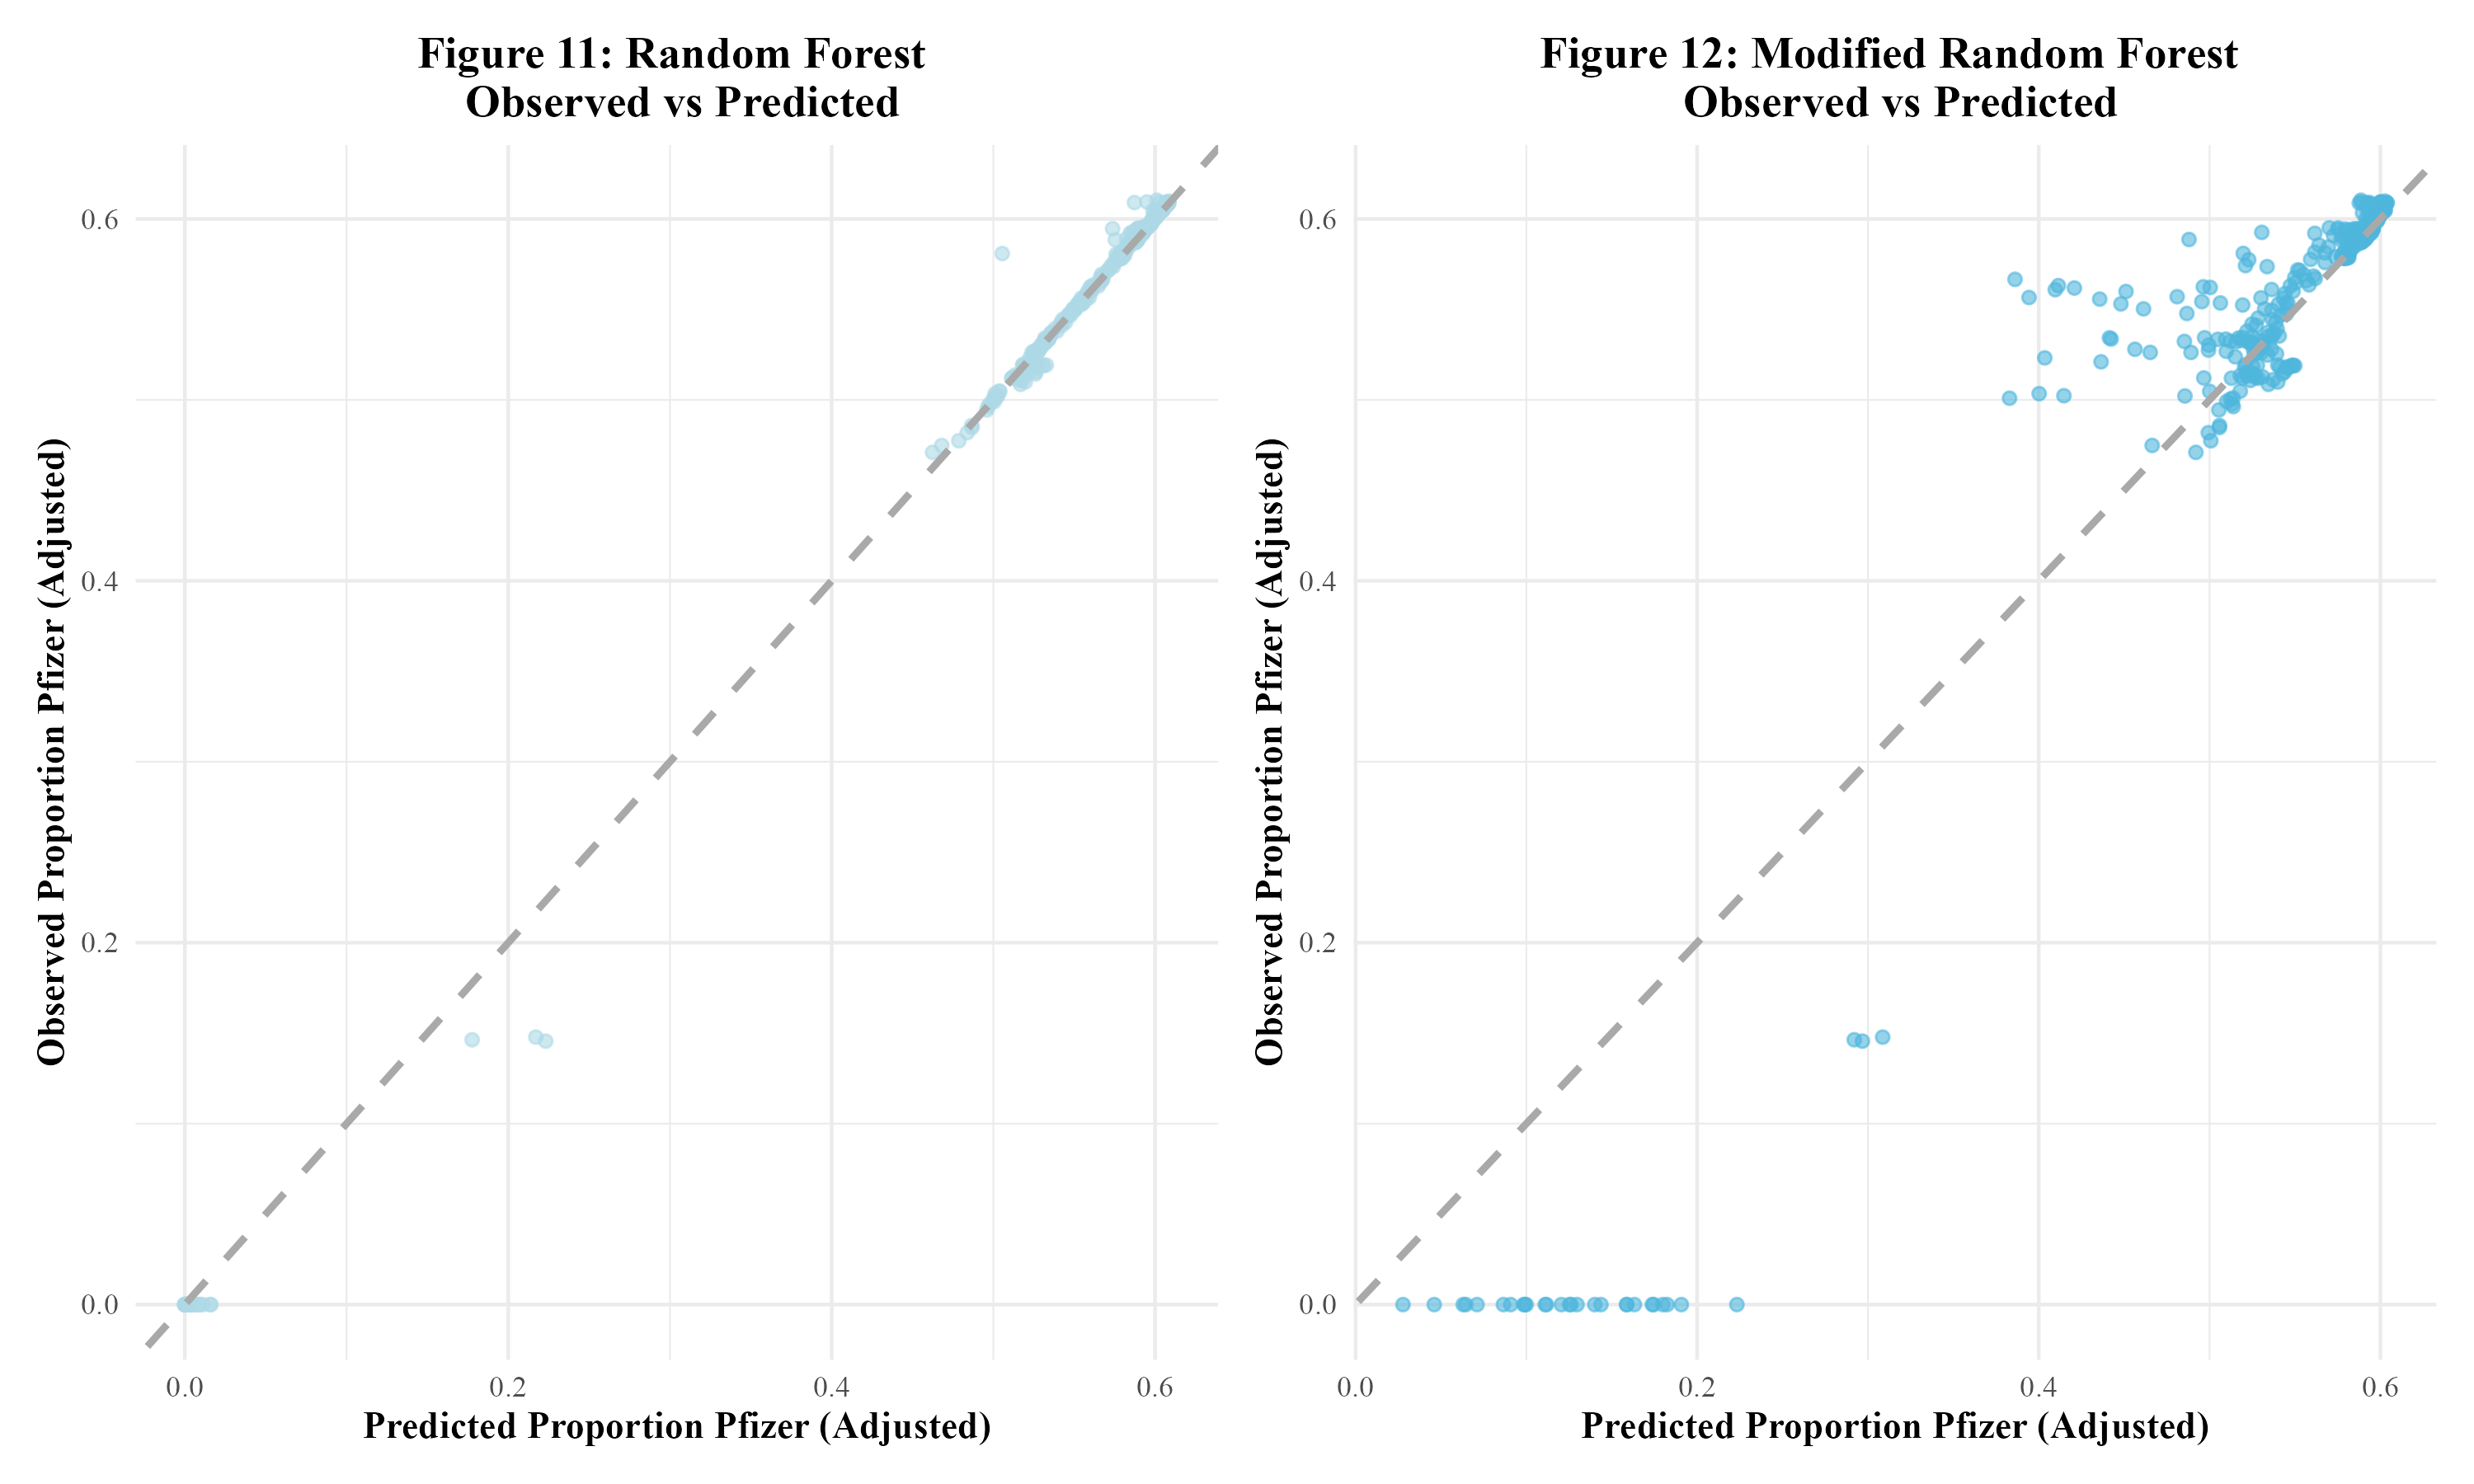 Figure 11: Random Forest
Observed vs Predicted
Observed Proportion Pfizer (Adjusted)
0.6
0.4
0.2
0.0
0.0
0.2
0.4
0.6
Predicted Proportion Pfizer (Adjusted)
Figure 12: Modified Random Forest
Observed vs Predicted
Observed Proportion Pfizer (Adjusted)
0.6
0.4
0.2
0.0
0.0
0.2
0.4
0.6
Predicted Proportion Pfizer (Adjusted)